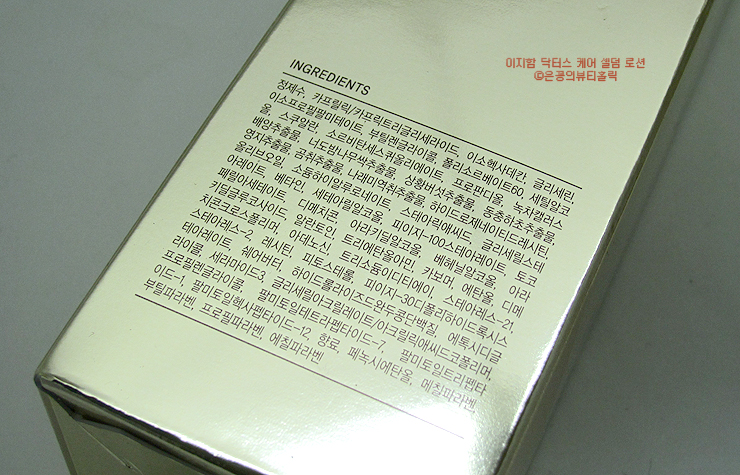 이지함 닥터스 케어 셀덤 로션
©은광의뷰티홀릭
INGREDIENTS
정제수, 카프릴릭/카프릭트리글리세라이드, 이소헥사데칸, 글리세린,
이소프로필팔미테이트, 부틸렌글라이콜, 폴리소르베이트60, 세틸알코
올, 스쿠알란, 소르비탄세스퀴올리에이트, 프로판디올, 녹차캘러스
배양추출물, 너도밤나무싹추출물, 상황버섯추출물, 동충하초추출물,
영지추출물, 곰취추출물, 나래미역취추출물, 하이드로제네이티드레시틴,
올리브오일, 소듐하이알루로네이트, 스테아릭애씨드, 글리세릴스테
아레이트, 베타인, 세테아릴알코올, 피이지-100스테아레이트, 토코
페릴아세테이트, 디메치콘, 아라키딜알코올, 베헤닐알코올, 아라
키딜글루코사이드, 알란토인, 트리에탄올아민, 카보머, 에탄올, 디메
치콘크로스폴리머, 아데노신, 트리소듐이디티에이, 스테아레스-21,
스테아레스-2, 레시틴, 피토스테롤, 피이지-30디폴리하이드록시스
테아레이트, 쉐어버터, 하이드롤라이즈드완두콩단백질, 에톡시디글
라이콜, 세라마이드3, 글리세릴아크릴레이트/아크릴릭애씨드코폴리머,
프로필렌글라이콜, 팔미토일테트라펩타이드-7, 팔미토일트리펩타
이드-1, 팔미토일헥사펩타이드-12, 향료, 페녹시에탄올, 메칠파라벤,
부틸파라벤, 프로필파라벤, 에칠파라벤